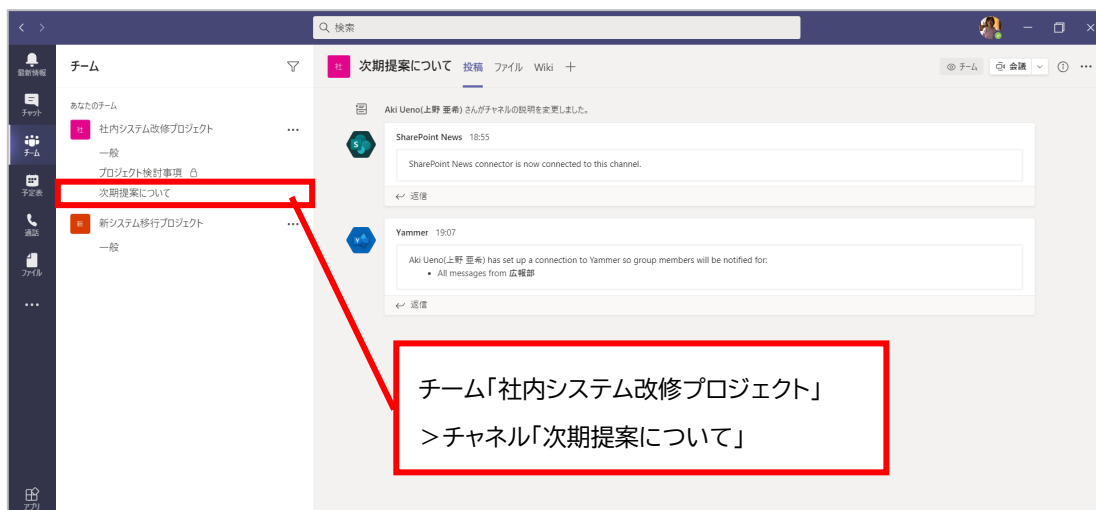 検索
最新情報
チャット
チーム
予定表
通話
ファイル
アプリ
チーム
あなたのチーム
社 社内システム改修プロジェクト
一般
プロジェクト検討事項
次期提案について
新 新システム移行プロジェクト
一般
社 次期提案について 投稿 ファイル Wiki +
チーム 会議
Aki Ueno(上野 亜希) さんがチャネルの説明を変更しました。
SharePoint News 18:55
SharePoint News connector is now connected to this channel.
返信
Yammer 19:07
Aki Ueno(上野 亜希) has set up a connection to Yammer so group members will be notified for:
• All messages from 広報部
返信
チーム「社内システム改修プロジェクト」
>チャネル「次期提案について」